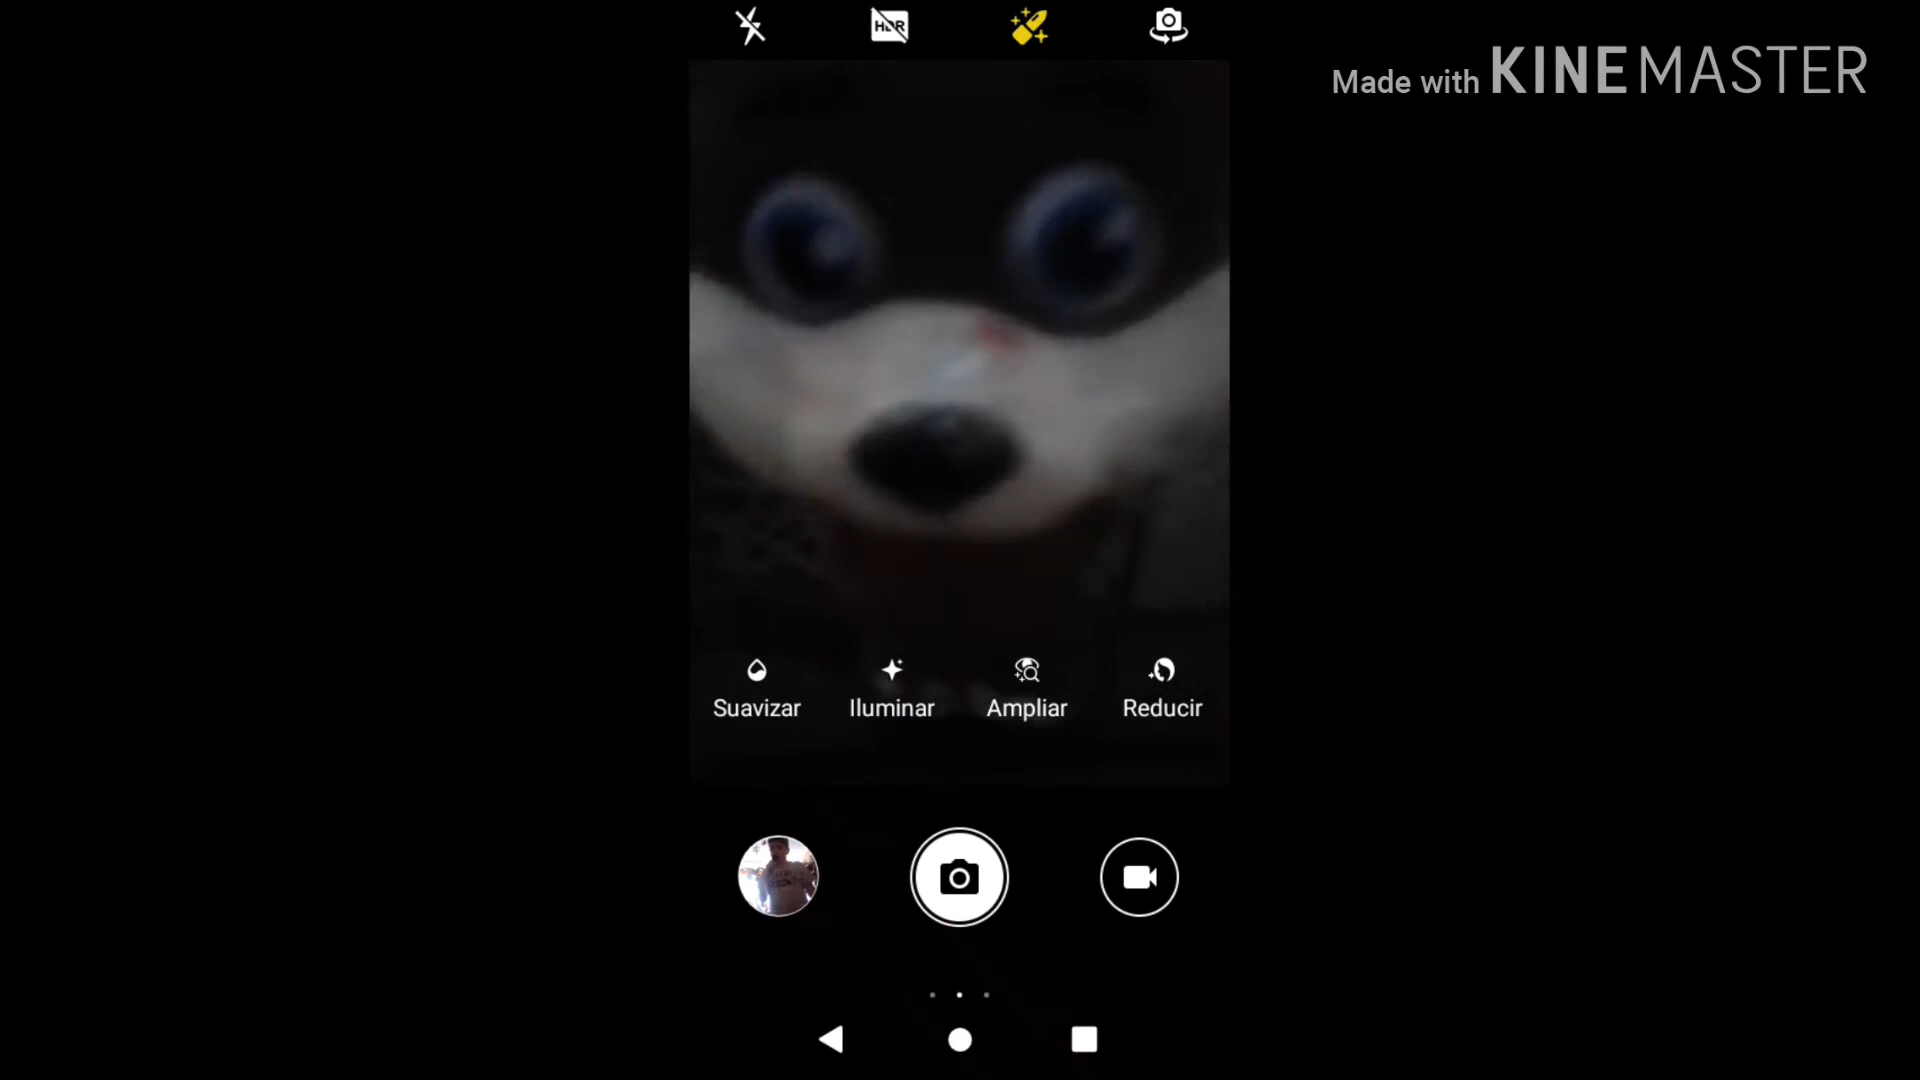 HDR
Made with KINEMASTER
Suavizar
Iluminar
Ampliar
Reducir